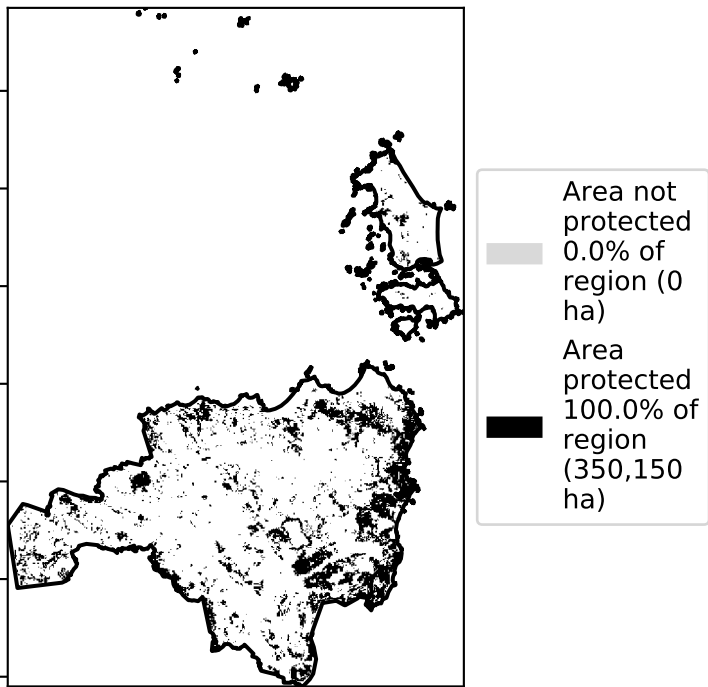 Area not
protected
0.0% of
region (0
ha)
Area
protected
100.0% of
region
(350,150
ha)